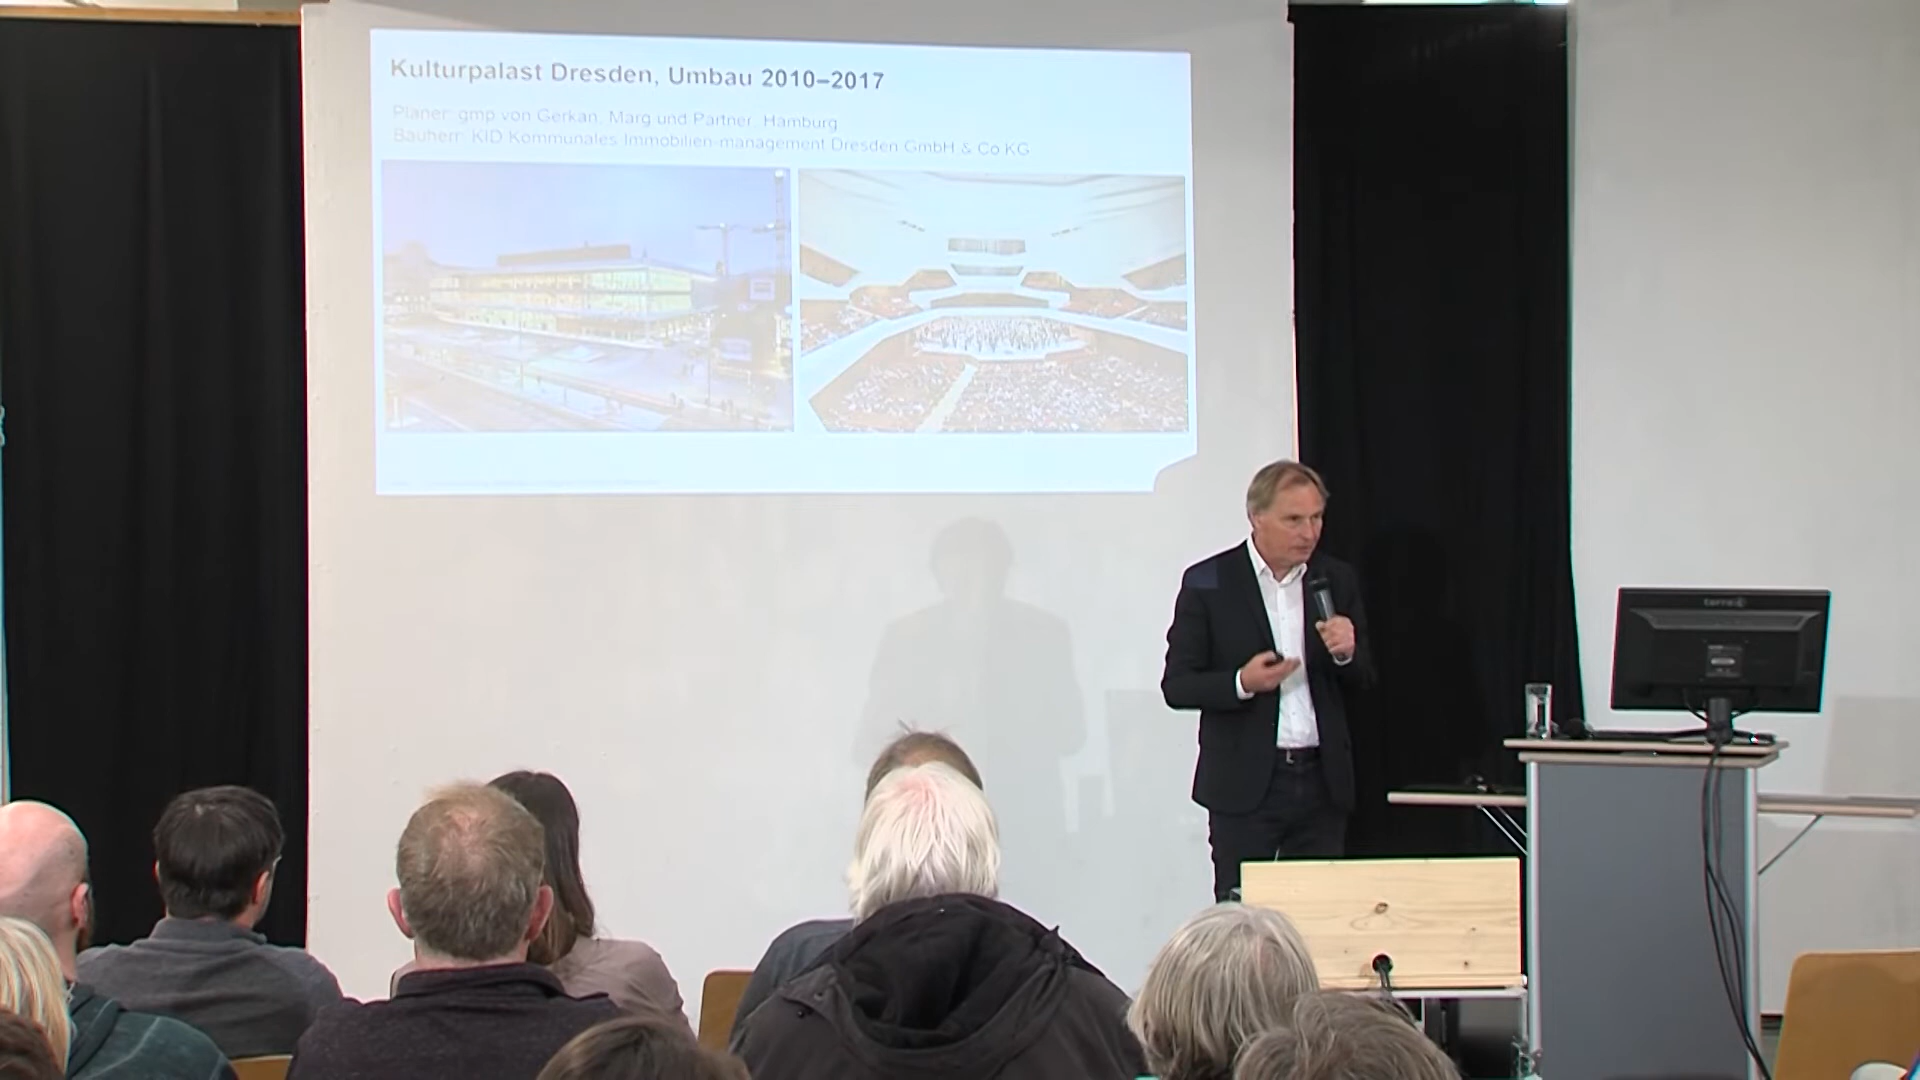 Kulturpalast Dresden, Umbau 2010–2017
Planer: gmp von Gerkan, Marg und Partner, Hamburg
Bauherr: KID Kommunales Immobilien-management Dresden GmbH & Co.KG
terra